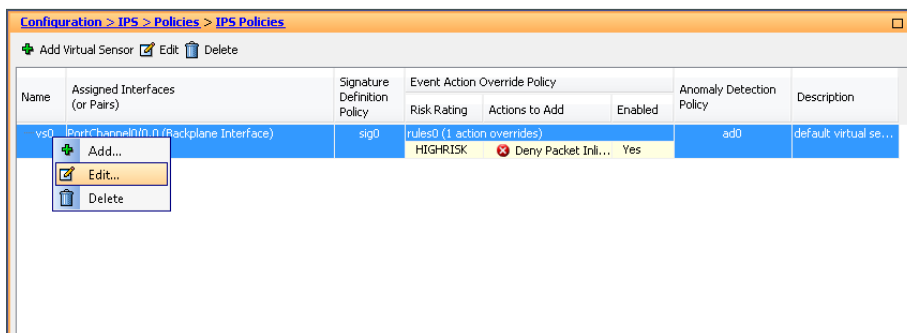 Configuration > IPS > Policies > IPS Policies
Add Virtual Sensor Edit Delete
Name
Assigned Interfaces
(or Pairs)
Signature
Definition
Policy
Event Action Override Policy
Risk Rating Actions to Add Enabled
Anomaly Detection
Policy
Description
vs0 PortChannel0/0.0 (Backplane Interface) sig0 rules0 (1 action overrides) ad0 default virtual se...
HIGHRISK Deny Packet Inli... Yes
Add...
Edit...
Delete